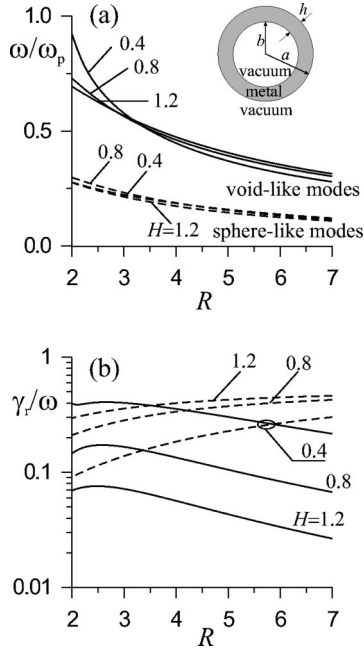 (a)
ω/ωp
1.0
0.5
0.0
0.4
0.8
1.2
h
b
a
vacuum
metal
vacuum
void-like modes
0.8
0.4
H=1.2
sphere-like modes
2 3 4 5 6 7
R
(b)
γr/ω
1
0.1
0.01
1.2
0.8
0.4
0.8
H=1.2
2 3 4 5 6 7
R